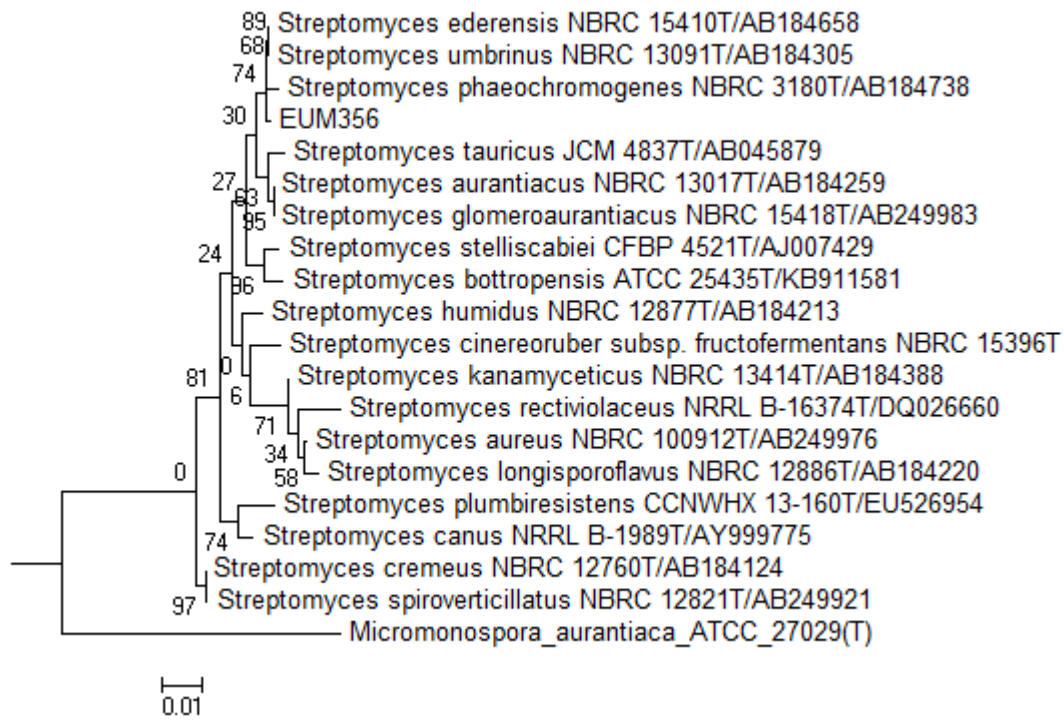 89 Streptomyces ederensis NBRC 15410T/AB184658
68 Streptomyces umbrinus NBRC 13091T/AB184305
74 Streptomyces phaeochromogenes NBRC 3180T/AB184738
30 EUM356
Streptomyces tauricus JCM 4837T/AB045879
27 63 Streptomyces aurantiacus NBRC 13017T/AB184259
95 Streptomyces glomeroaurantiacus NBRC 15418T/AB249983
24 Streptomyces stelliscabiei CFBP 4521T/AJ007429
96 Streptomyces bottropensis ATCC 25435T/KB911581
Streptomyces humidus NBRC 12877T/AB184213
0 Streptomyces cinereoruber subsp. fructofermentans NBRC 15396T
81 Streptomyces kanamyceticus NBRC 13414T/AB184388
6 71 Streptomyces rectiviolaceus NRRL B-16374T/DQ026660
34 Streptomyces aureus NBRC 100912T/AB249976
0 58 Streptomyces longisporoflavus NBRC 12886T/AB184220
Streptomyces plumbiresistens CCNWHX 13-160T/EU526954
74 Streptomyces canus NRRL B-1989T/AY999775
Streptomyces cremeus NBRC 12760T/AB184124
97 Streptomyces spiroverticillatus NBRC 12821T/AB249921
Micromonospora_aurantiaca_ATCC_27029(T)
0.01